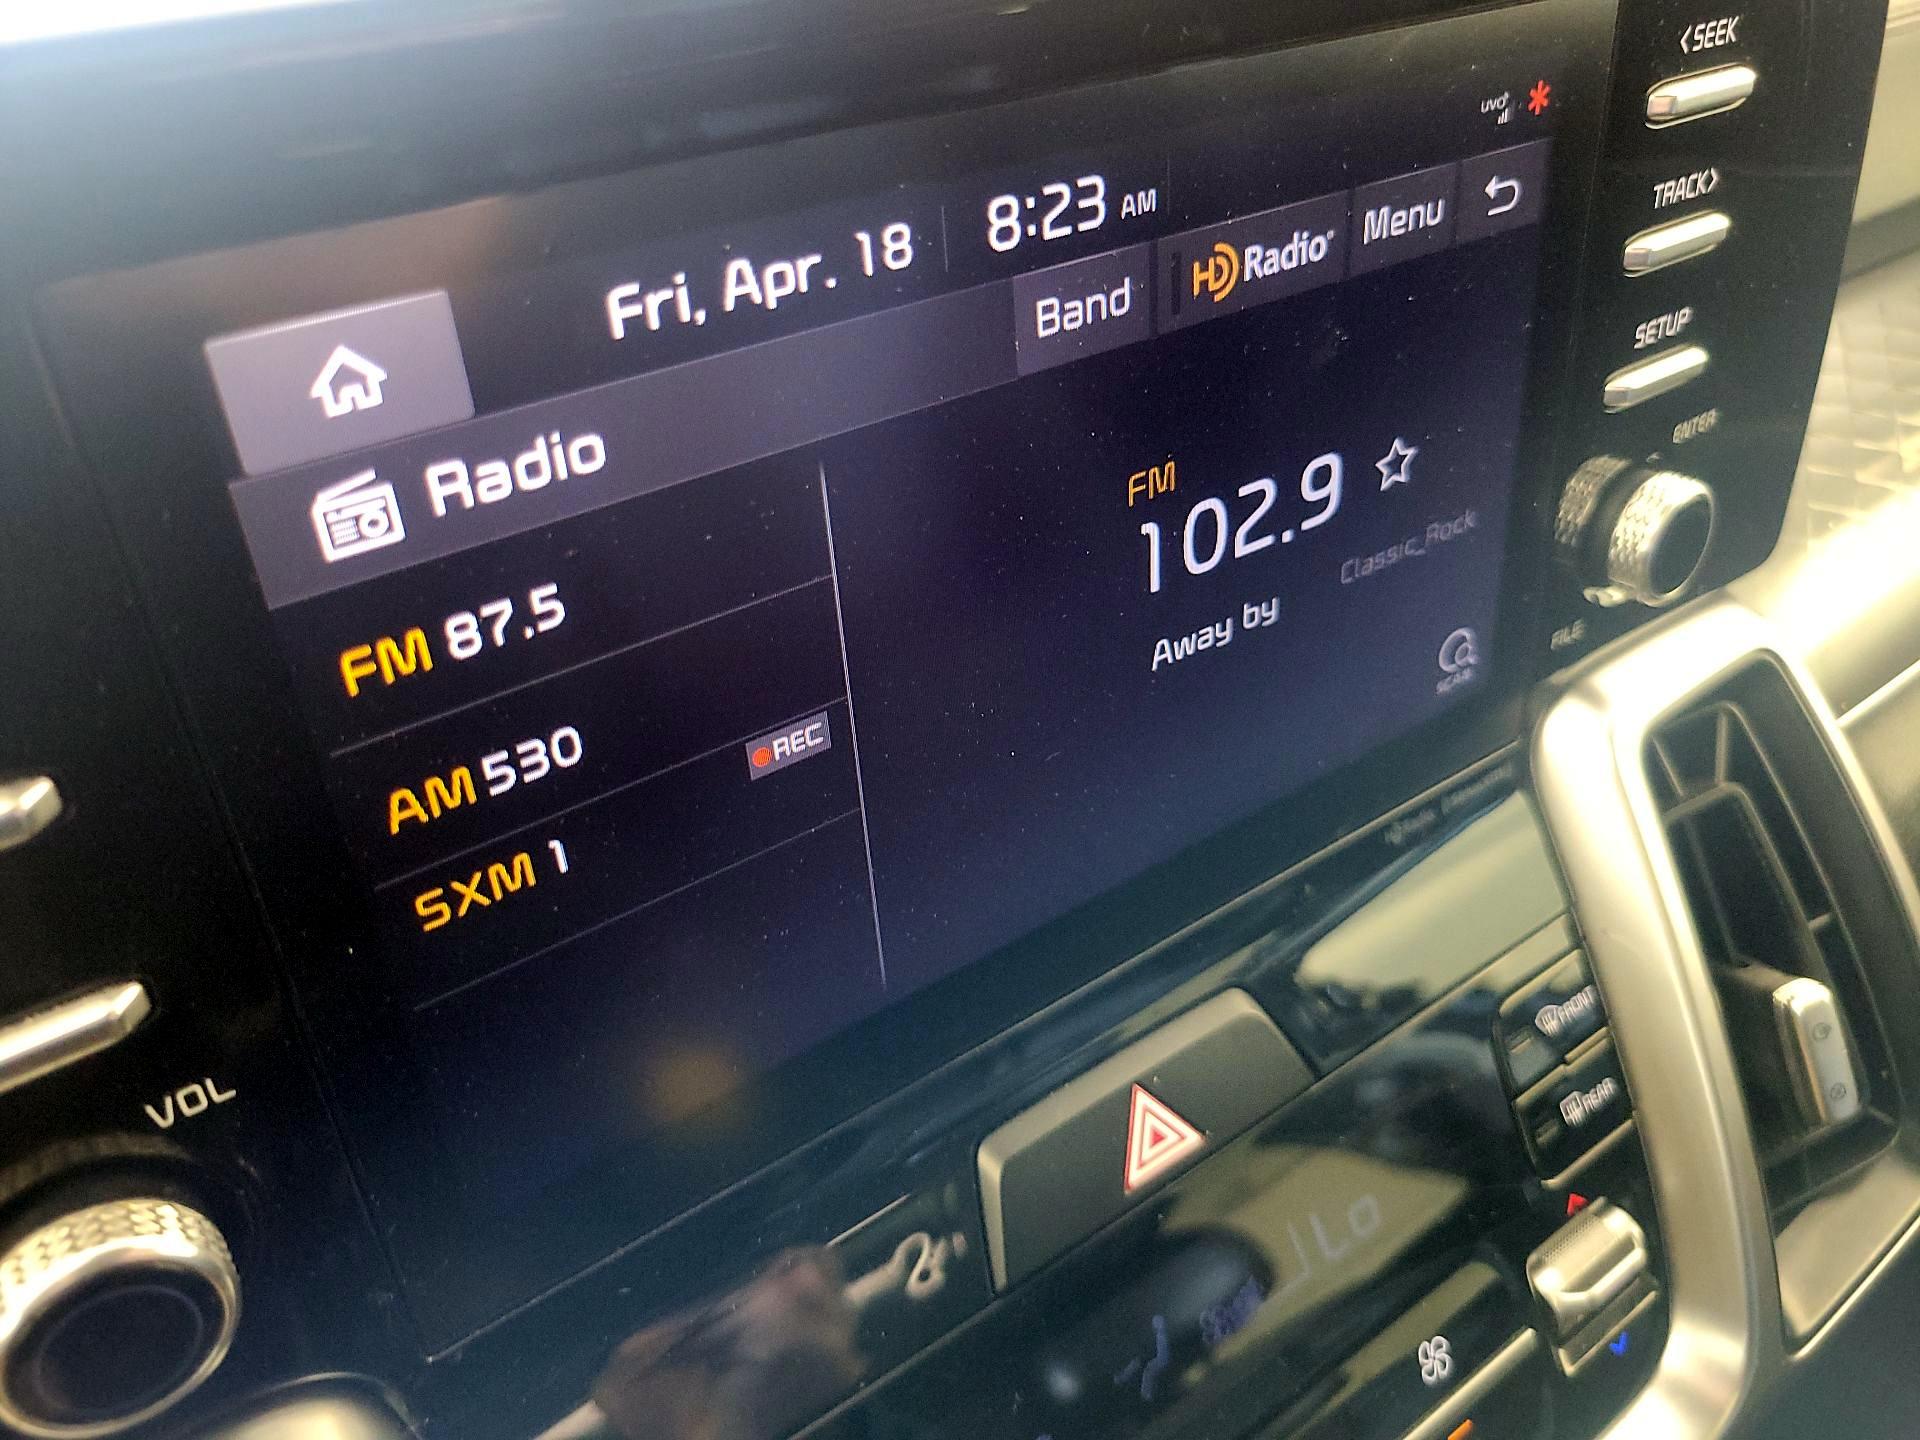 <SEEK
UVO
TRACK>
Fri, Apr. 18
8:23 AM
Band
HD Radio
Menu
SETUP
Radio
ENTER
FM
102.9
Classic_Rock
FM 87.5
Away by
FILE
SCAN
AM 530
REC
SXM 1
VOL
FRONT
REAR
LO